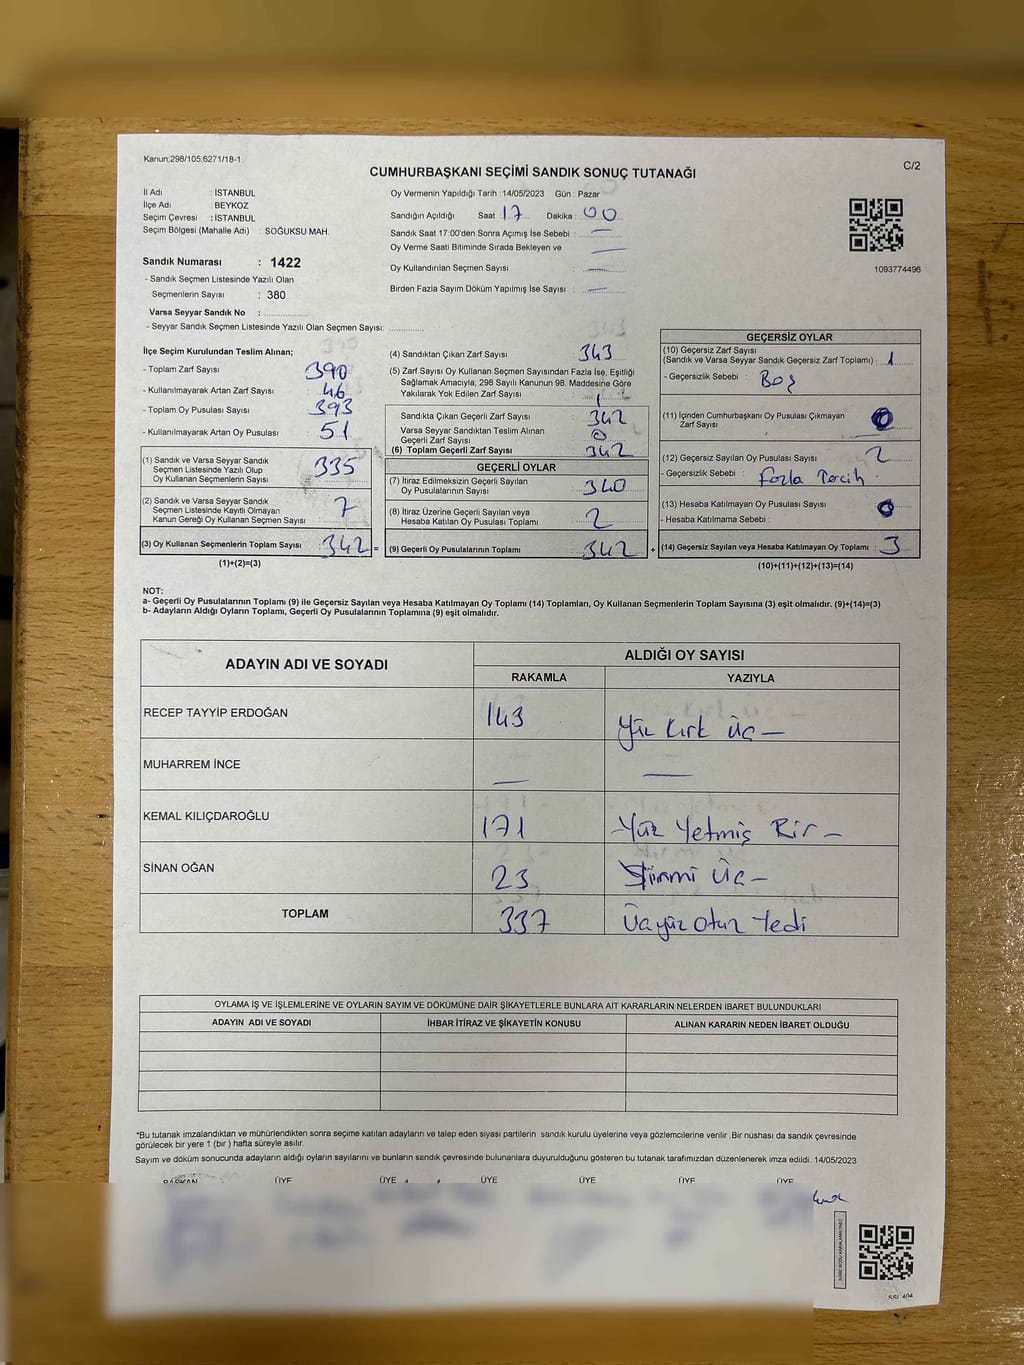 Kanun;298/105;6271/18-1
C/2
CUMHURBAŞKANI SEÇİMİ SANDIK SONUÇ TUTANAĞI
İl Adı : İSTANBUL
İlçe Adı : BEYKOZ
Seçim Çevresi : İSTANBUL
Seçim Bölgesi (Mahalle Adı) : SOĞUKSU MAH.
Sandık Numarası : 1422
- Sandık Seçmen Listesinde Yazılı Olan
Seçmenlerin Sayısı : 380
Varsa Seyyar Sandık No :
- Seyyar Sandık Seçmen Listesinde Yazılı Olan Seçmen Sayısı:
Oy Vermenin Yapıldığı Tarih : 14/05/2023 Gün : Pazar
Sandığın Açıldığı Saat 17 Dakika : 00
Sandık Saat 17:00'den Sonra Açımış İse Sebebi : —
Oy Verme Saati Bitiminde Sırada Bekleyen ve —
Oy Kullandırılan Seçmen Sayısı : —
Birden Fazla Sayım Döküm Yapılmış İse Sayısı : —
1093774496
İlçe Seçim Kurulundan Teslim Alınan;
- Toplam Zarf Sayısı 390
- Kullanılmayarak Artan Zarf Sayısı 46
- Toplam Oy Pusulası Sayısı 393
- Kullanılmayarak Artan Oy Pusulası 51
(1) Sandık ve Varsa Seyyar Sandık
Seçmen Listesinde Yazılı Olup
Oy Kullanan Seçmenlerin Sayısı 335
(2) Sandık ve Varsa Seyyar Sandık
Seçmen Listesinde Kayıtlı Olmayan
Kanun Gereği Oy Kullanan Seçmen Sayısı 7
(3) Oy Kullanan Seçmenlerin Toplam Sayısı 342 =
(1)+(2)=(3)
(4) Sandıktan Çıkan Zarf Sayısı 343
(5) Zarf Sayısı Oy Kullanan Seçmen Sayısından Fazla İse, Eşitliği
Sağlamak Amacıyla; 298 Sayılı Kanunun 98. Maddesine Göre
Yakılarak Yok Edilen Zarf Sayısı : 1
Sandıkta Çıkan Geçerli Zarf Sayısı : 342
Varsa Seyyar Sandıktan Teslim Alınan
Geçerli Zarf Sayısı : 0
(6) Toplam Geçerli Zarf Sayısı : 342
GEÇERLİ OYLAR
(7) İtiraz Edilmeksizin Geçerli Sayılan
Oy Pusulalarının Sayısı : 340
(8) İtiraz Üzerine Geçerli Sayılan veya
Hesaba Katılan Oy Pusulası Toplamı : 2
(9) Geçerli Oy Pusulalarının Toplamı : 342 +
GEÇERSİZ OYLAR
(10) Geçersiz Zarf Sayısı
(Sandık ve Varsa Seyyar Sandık Geçersiz Zarf Toplamı) : 1
- Geçersizlik Sebebi : Boş
(11) İçinden Cumhurbaşkanı Oy Pusulası Çıkmayan
Zarf Sayısı : 0
(12) Geçersiz Sayılan Oy Pusulası Sayısı : 2
- Geçersizlik Sebebi : fazla Tercih
(13) Hesaba Katılmayan Oy Pusulası Sayısı : 0
- Hesaba Katılmama Sebebi :
(14) Geçersiz Sayılan veya Hesaba Katılmayan Oy Toplamı : 3
(10)+(11)+(12)+(13)=(14)
NOT:
a- Geçerli Oy Pusulalarının Toplamı (9) ile Geçersiz Sayılan veya Hesaba Katılmayan Oy Toplamı (14) Toplamları, Oy Kullanan Seçmenlerin Toplam Sayısına (3) eşit olmalıdır. (9)+(14)=(3)
b- Adayların Aldığı Oyların Toplamı, Geçerli Oy Pusulalarının Toplamına (9) eşit olmalıdır.
ADAYIN ADI VE SOYADI
ALDIĞI OY SAYISI
RAKAMLA YAZIYLA
RECEP TAYYİP ERDOĞAN 143 Yüz Kırk Üç —
MUHARREM İNCE — —
KEMAL KILIÇDAROĞLU 171 -Yüz Yetmiş Bir —
SİNAN OĞAN 23 Yirmi Üç —
TOPLAM 337 Üçyüz Otuz Yedi
OYLAMA İŞ VE İŞLEMLERİNE VE OYLARIN SAYIM VE DÖKÜMÜNE DAİR ŞİKAYETLERLE BUNLARA AİT KARARLARIN NELERDEN İBARET BULUNDUKLARI
ADAYIN ADI VE SOYADI İHBAR İTİRAZ VE ŞİKAYETİN KONUSU ALINAN KARARIN NEDEN İBARET OLDUĞU
*Bu tutanak imzalandıktan ve mühürlendikten sonra seçime katılan adayların ve talep eden siyasi partilerin sandık kurulu üyelerine veya gözlemcilerine verilir .Bir nüshası da sandık çevresinde
görülecek bir yere 1 (bir ) hafta süreyle asılır.
Sayım ve döküm sonucunda adayların aldığı oyların sayılarını ve bunların sandık çevresinde bulunanlara duyurulduğunu gösteren bu tutanak tarafımızdan düzenlenerek imza edildi. 14/05/2023
BAŞKAN ÜYE ÜYE ÜYE ÜYE ÜYE ÜYE